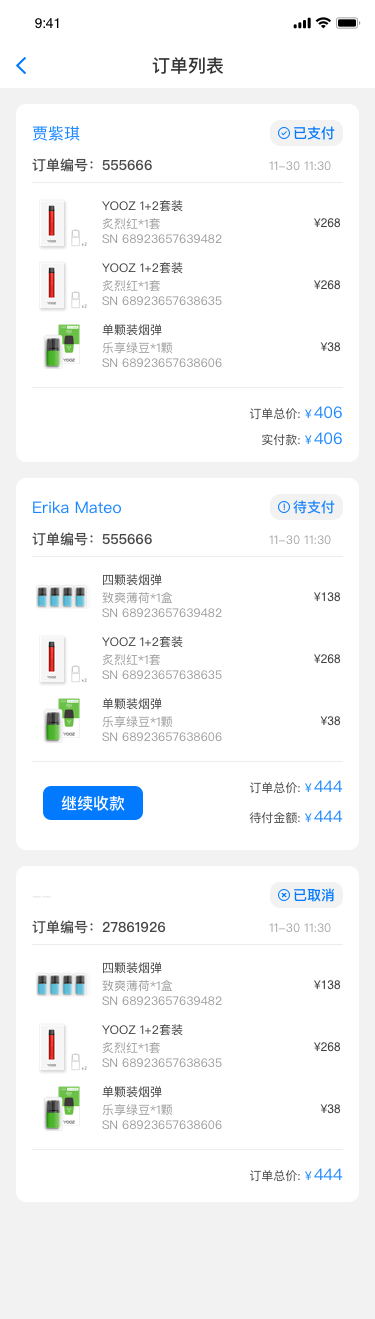 9:41
订单列表
贾紫琪
已支付
订单编号：555666
11-30 11:30
YOOZ 1+2套装
炙烈红*1套
SN 68923657639482
¥268
YOOZ 1+2套装
炙烈红*1套
SN 68923657638635
¥268
单颗装烟弹
乐享绿豆*1颗
SN 68923657638606
¥38
订单总价: ¥406
实付款: ¥406
Erika Mateo
待支付
订单编号：555666
11-30 11:30
四颗装烟弹
致爽薄荷*1盒
SN 68923657639482
¥138
YOOZ 1+2套装
炙烈红*1套
SN 68923657638635
¥268
单颗装烟弹
乐享绿豆*1颗
SN 68923657638606
¥38
继续收款
订单总价: ¥444
待付金额: ¥444
——
已取消
订单编号：27861926
11-30 11:30
四颗装烟弹
致爽薄荷*1盒
SN 68923657639482
¥138
YOOZ 1+2套装
炙烈红*1套
SN 68923657638635
¥268
单颗装烟弹
乐享绿豆*1颗
SN 68923657638606
¥38
订单总价: ¥444